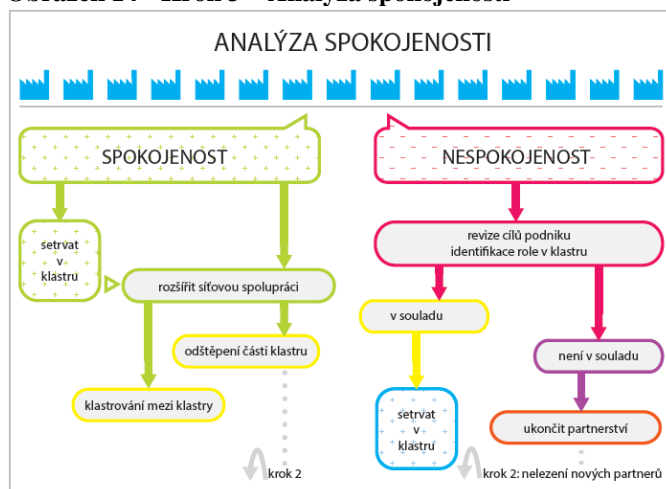 ANALÝZA SPOKOJENOSTI
SPOKOJENOST
NESPOKOJENOST
setrvat
v
klastru
revize cílů podniku
identifikace role v klastru
rozšířit síťovou spolupráci
v souladu
odštěpení části klastru
není v souladu
klastrování mezi klastry
setrvat
v
klastru
ukončit partnerství
krok 2
krok 2: nelezení nových partnerů